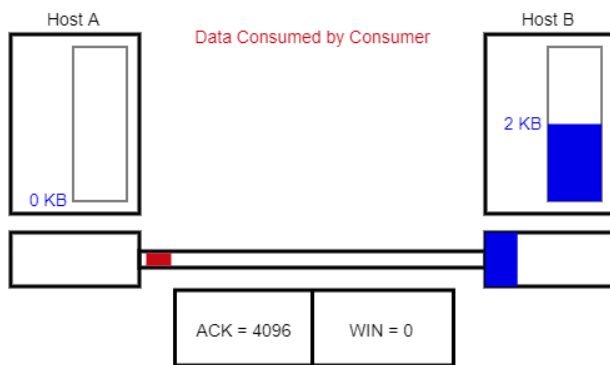 Host A
Data Consumed by Consumer
Host B
2 KB
0 KB
ACK = 4096
WIN = 0